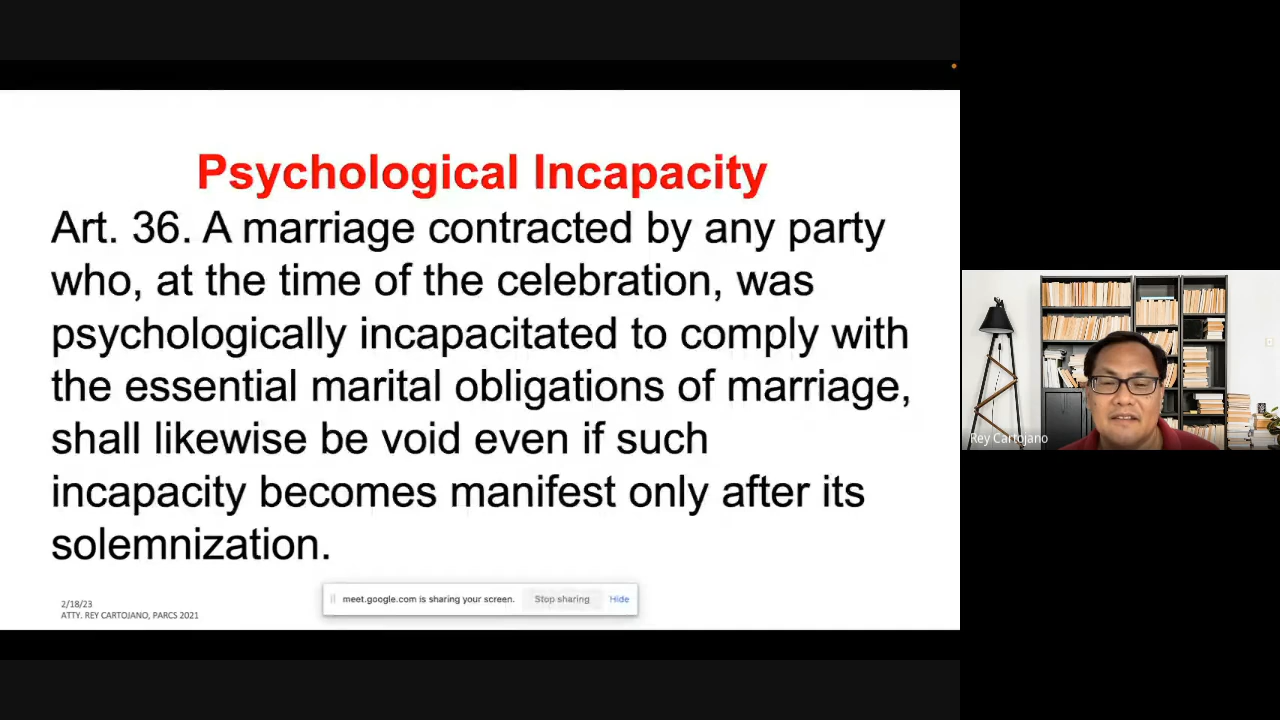 Psychological Incapacity
Art. 36. A marriage contracted by any party
who, at the time of the celebration, was
psychologically incapacitated to comply with
the essential marital obligations of marriage,
shall likewise be void even if such
incapacity becomes manifest only after its
solemnization.
2/18/23
ATTY. REY CARTOJANO, PARCS 2021
meet.google.com is sharing your screen. Stop sharing Hide
Rey Cartojano